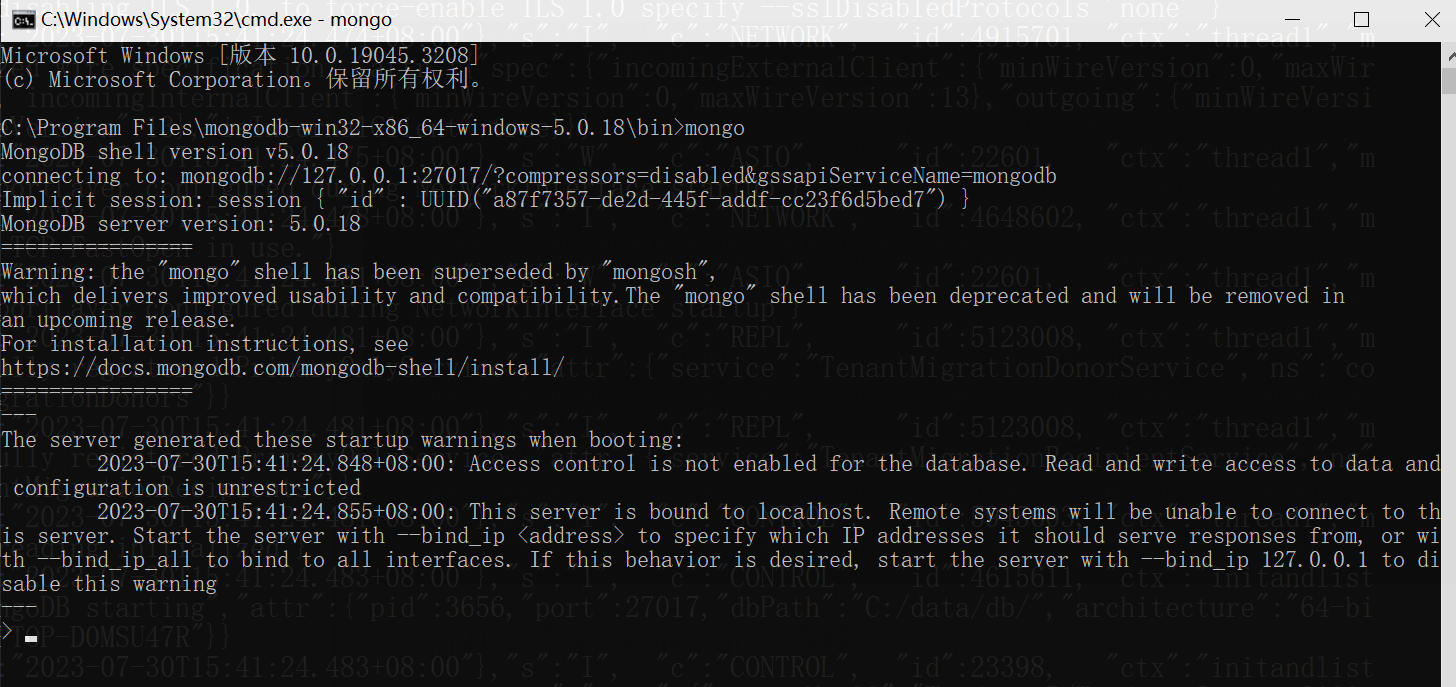 C:\Windows\System32\cmd.exe - mongo
Microsoft Windows [版本 10.0.19045.3208]
(c) Microsoft Corporation。保留所有权利。
C:\Program Files\mongodb-win32-x86_64-windows-5.0.18\bin>mongo
MongoDB shell version v5.0.18
connecting to: mongodb://127.0.0.1:27017/?compressors=disabled&gssapiServiceName=mongodb
Implicit session: session { "id" : UUID("a87f7357-de2d-445f-addf-cc23f6d5bed7") }
MongoDB server version: 5.0.18
================
Warning: the "mongo" shell has been superseded by "mongosh",
which delivers improved usability and compatibility.The "mongo" shell has been deprecated and will be removed in
an upcoming release.
For installation instructions, see
https://docs.mongodb.com/mongodb-shell/install/
================
---
The server generated these startup warnings when booting:
        2023-07-30T15:41:24.848+08:00: Access control is not enabled for the database. Read and write access to data and
 configuration is unrestricted
        2023-07-30T15:41:24.855+08:00: This server is bound to localhost. Remote systems will be unable to connect to th
is server. Start the server with --bind_ip <address> to specify which IP addresses it should serve responses from, or wi
th --bind_ip_all to bind to all interfaces. If this behavior is desired, start the server with --bind_ip 127.0.0.1 to di
sable this warning
---
>